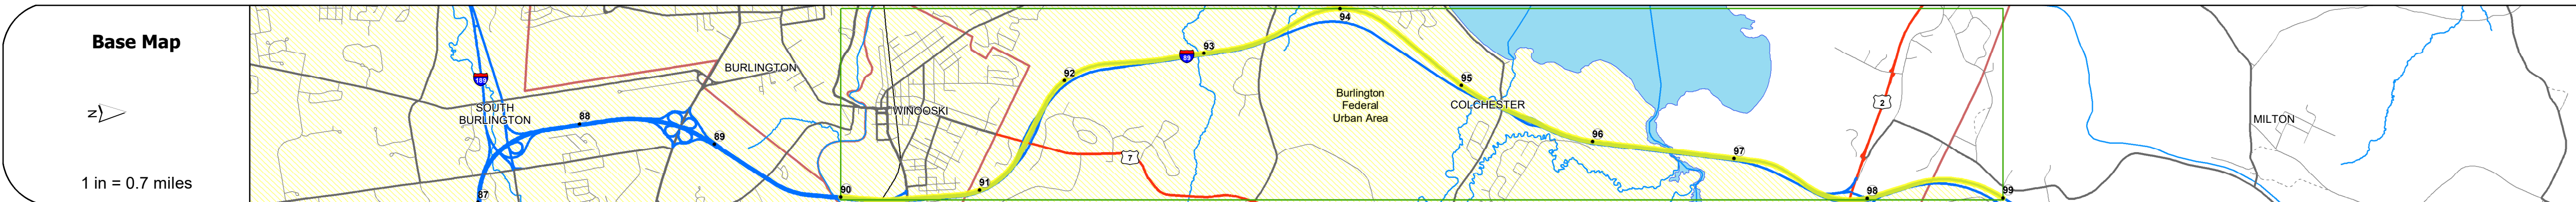 Base Map
N
1 in = 0.7 miles
189
SOUTH
BURLINGTON
87
88
89
BURLINGTON
90
WINOOSKI
91
92
7
89
93
94
Burlington
Federal
Urban Area
95
COLCHESTER
96
97
2
98
99
MILTON